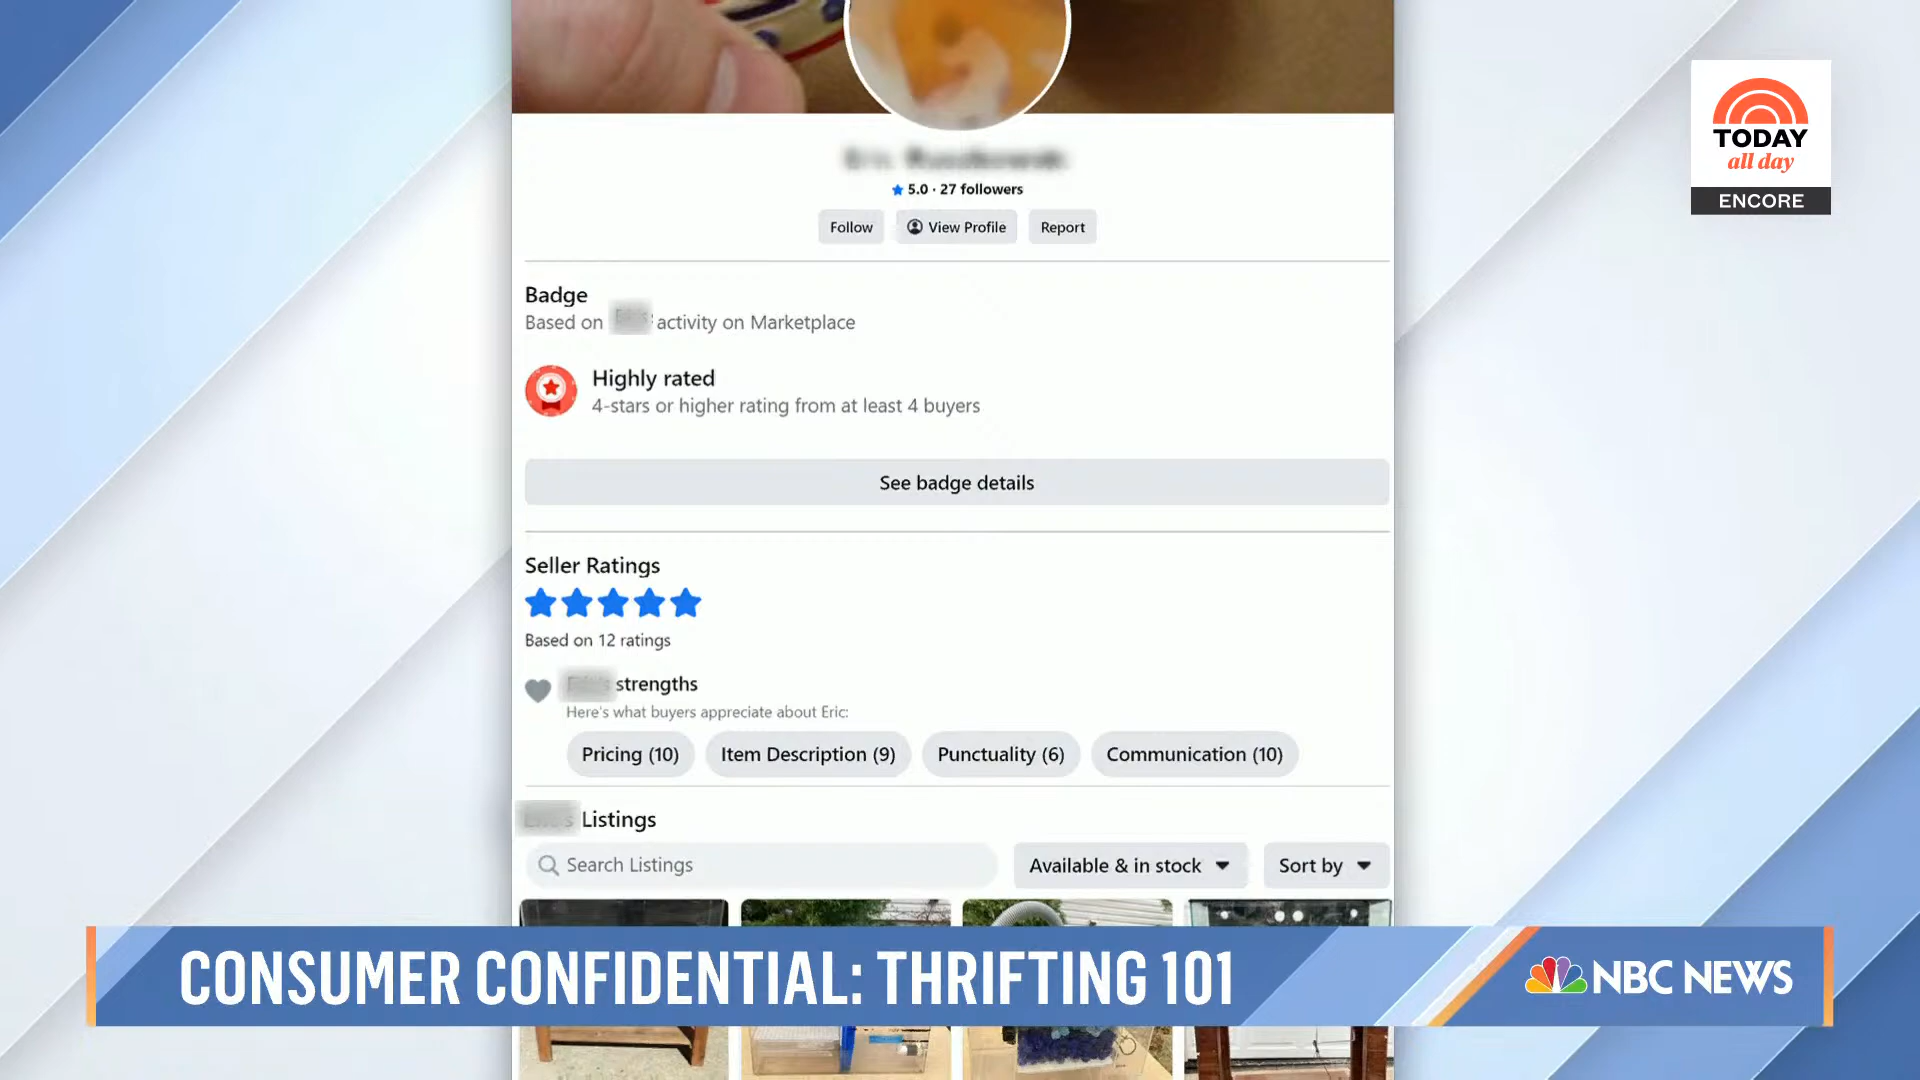 TODAY
all day
ENCORE
5.0 · 27 followers
Follow
View Profile
Report
Badge
Based on activity on Marketplace
Highly rated
4-stars or higher rating from at least 4 buyers
See badge details
Seller Ratings
Based on 12 ratings
strengths
Here's what buyers appreciate about Eric:
Pricing (10)
Item Description (9)
Punctuality (6)
Communication (10)
Listings
Search Listings
Available & in stock
Sort by
CONSUMER CONFIDENTIAL: THRIFTING 101
NBC NEWS